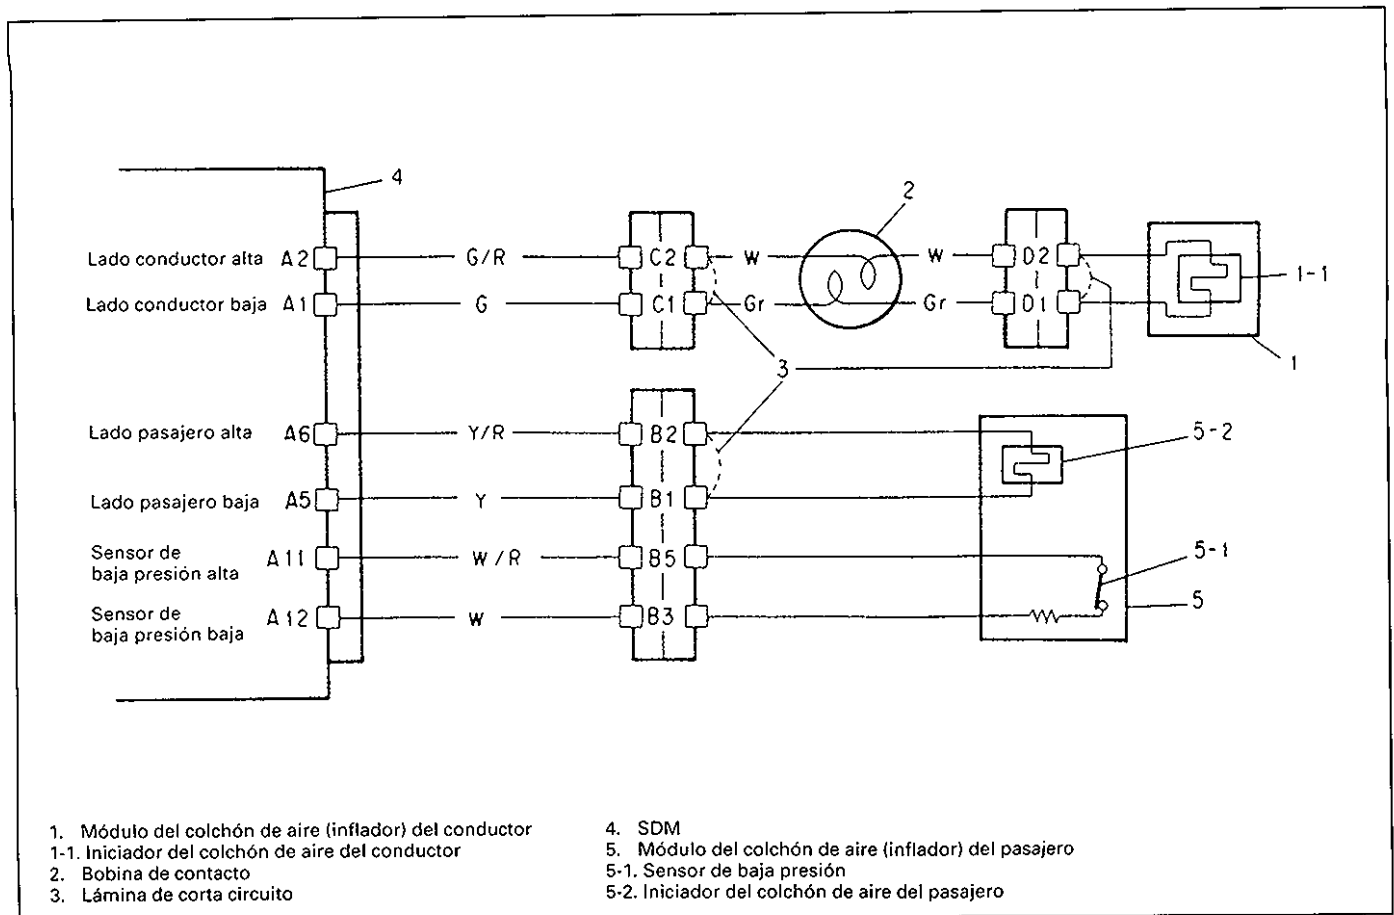 4
2
Lado conductor alta A2 G/R C2 W W D2 1-1
Lado conductor baja A1 G C1 Gr Gr D1
3 1
Lado pasajero alta A6 Y/R B2 5-2
Lado pasajero baja A5 Y B1
Sensor de
baja presión alta A11 W/R B5 5-1
Sensor de
baja presión baja A12 W B3 5
1. Módulo del colchón de aire (inflador) del conductor
1-1. Iniciador del colchón de aire del conductor
2. Bobina de contacto
3. Lámina de corta circuito
4. SDM
5. Módulo del colchón de aire (inflador) del pasajero
5-1. Sensor de baja presión
5-2. Iniciador del colchón de aire del pasajero